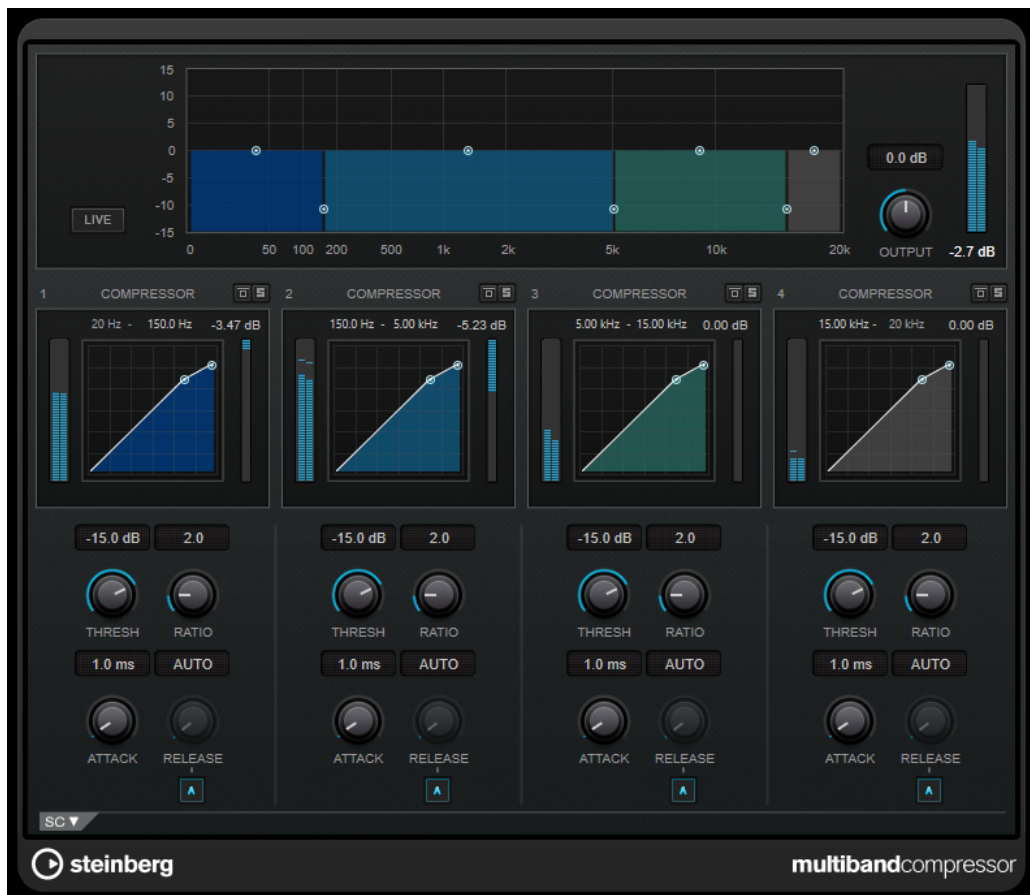 15
10
5
0
-5
-10
-15
LIVE
0 50 100 200 500 1k 2k 5k 10k 20k
0.0 dB
OUTPUT
-2.7 dB
1 COMPRESSOR S 2 COMPRESSOR S 3 COMPRESSOR S 4 COMPRESSOR S
20 Hz - 150.0 Hz -3.47 dB 150.0 Hz - 5.00 kHz -5.23 dB 5.00 kHz - 15.00 kHz 0.00 dB 15.00 kHz - 20 kHz 0.00 dB
-15.0 dB 2.0 -15.0 dB 2.0 -15.0 dB 2.0 -15.0 dB 2.0
THRESH RATIO THRESH RATIO THRESH RATIO THRESH RATIO
1.0 ms AUTO 1.0 ms AUTO 1.0 ms AUTO 1.0 ms AUTO
ATTACK RELEASE ATTACK RELEASE ATTACK RELEASE ATTACK RELEASE
A A A A
SC ▼
steinberg multibandcompressor